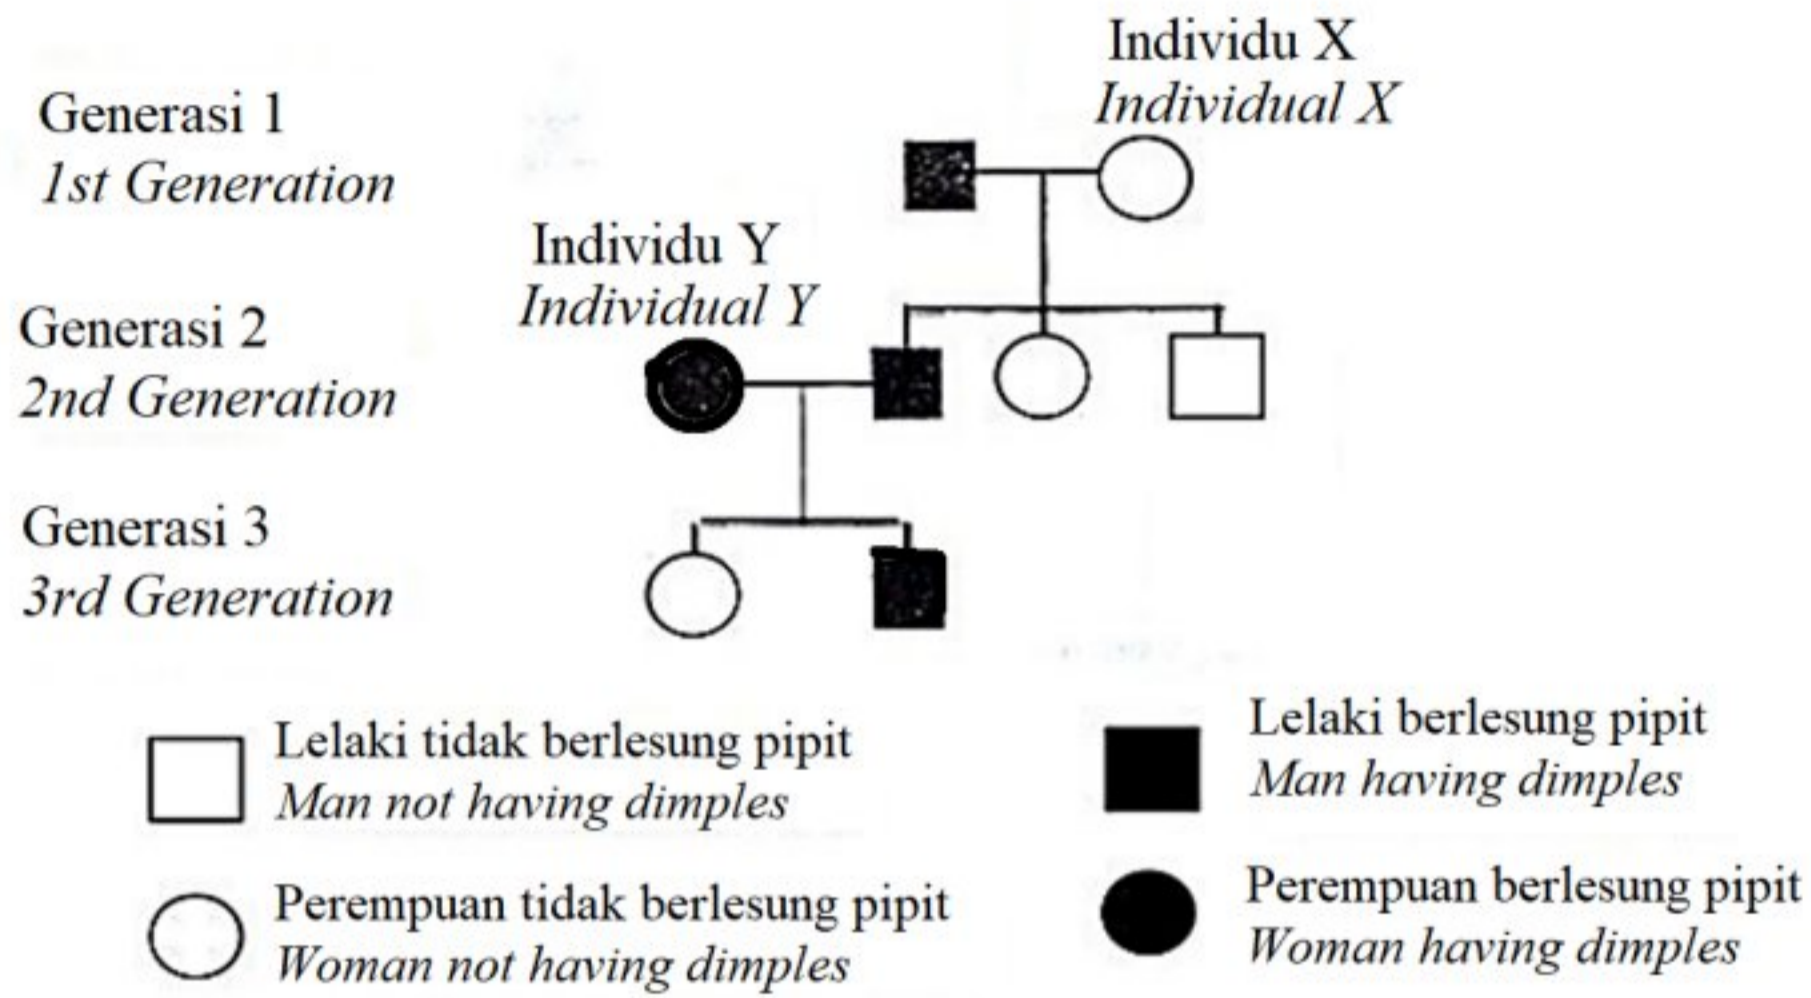 Individu X
Individual X
Generasi 1
1st Generation
Individu Y
Individual Y
Generasi 2
2nd Generation
Generasi 3
3rd Generation
Lelaki tidak berlesung pipit
Man not having dimples
Lelaki berlesung pipit
Man having dimples
Perempuan tidak berlesung pipit
Woman not having dimples
Perempuan berlesung pipit
Woman having dimples